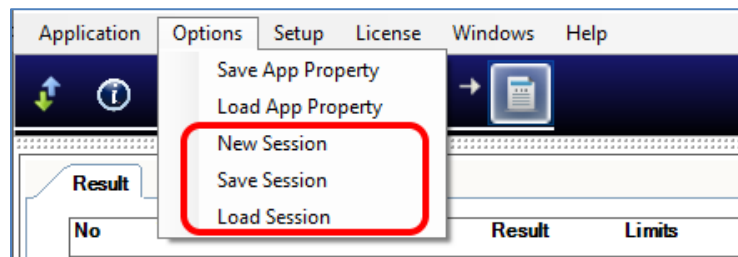 Application Options Setup License Windows Help
Save App Property
Load App Property
New Session
Save Session
Load Session
Result
No Result Limits